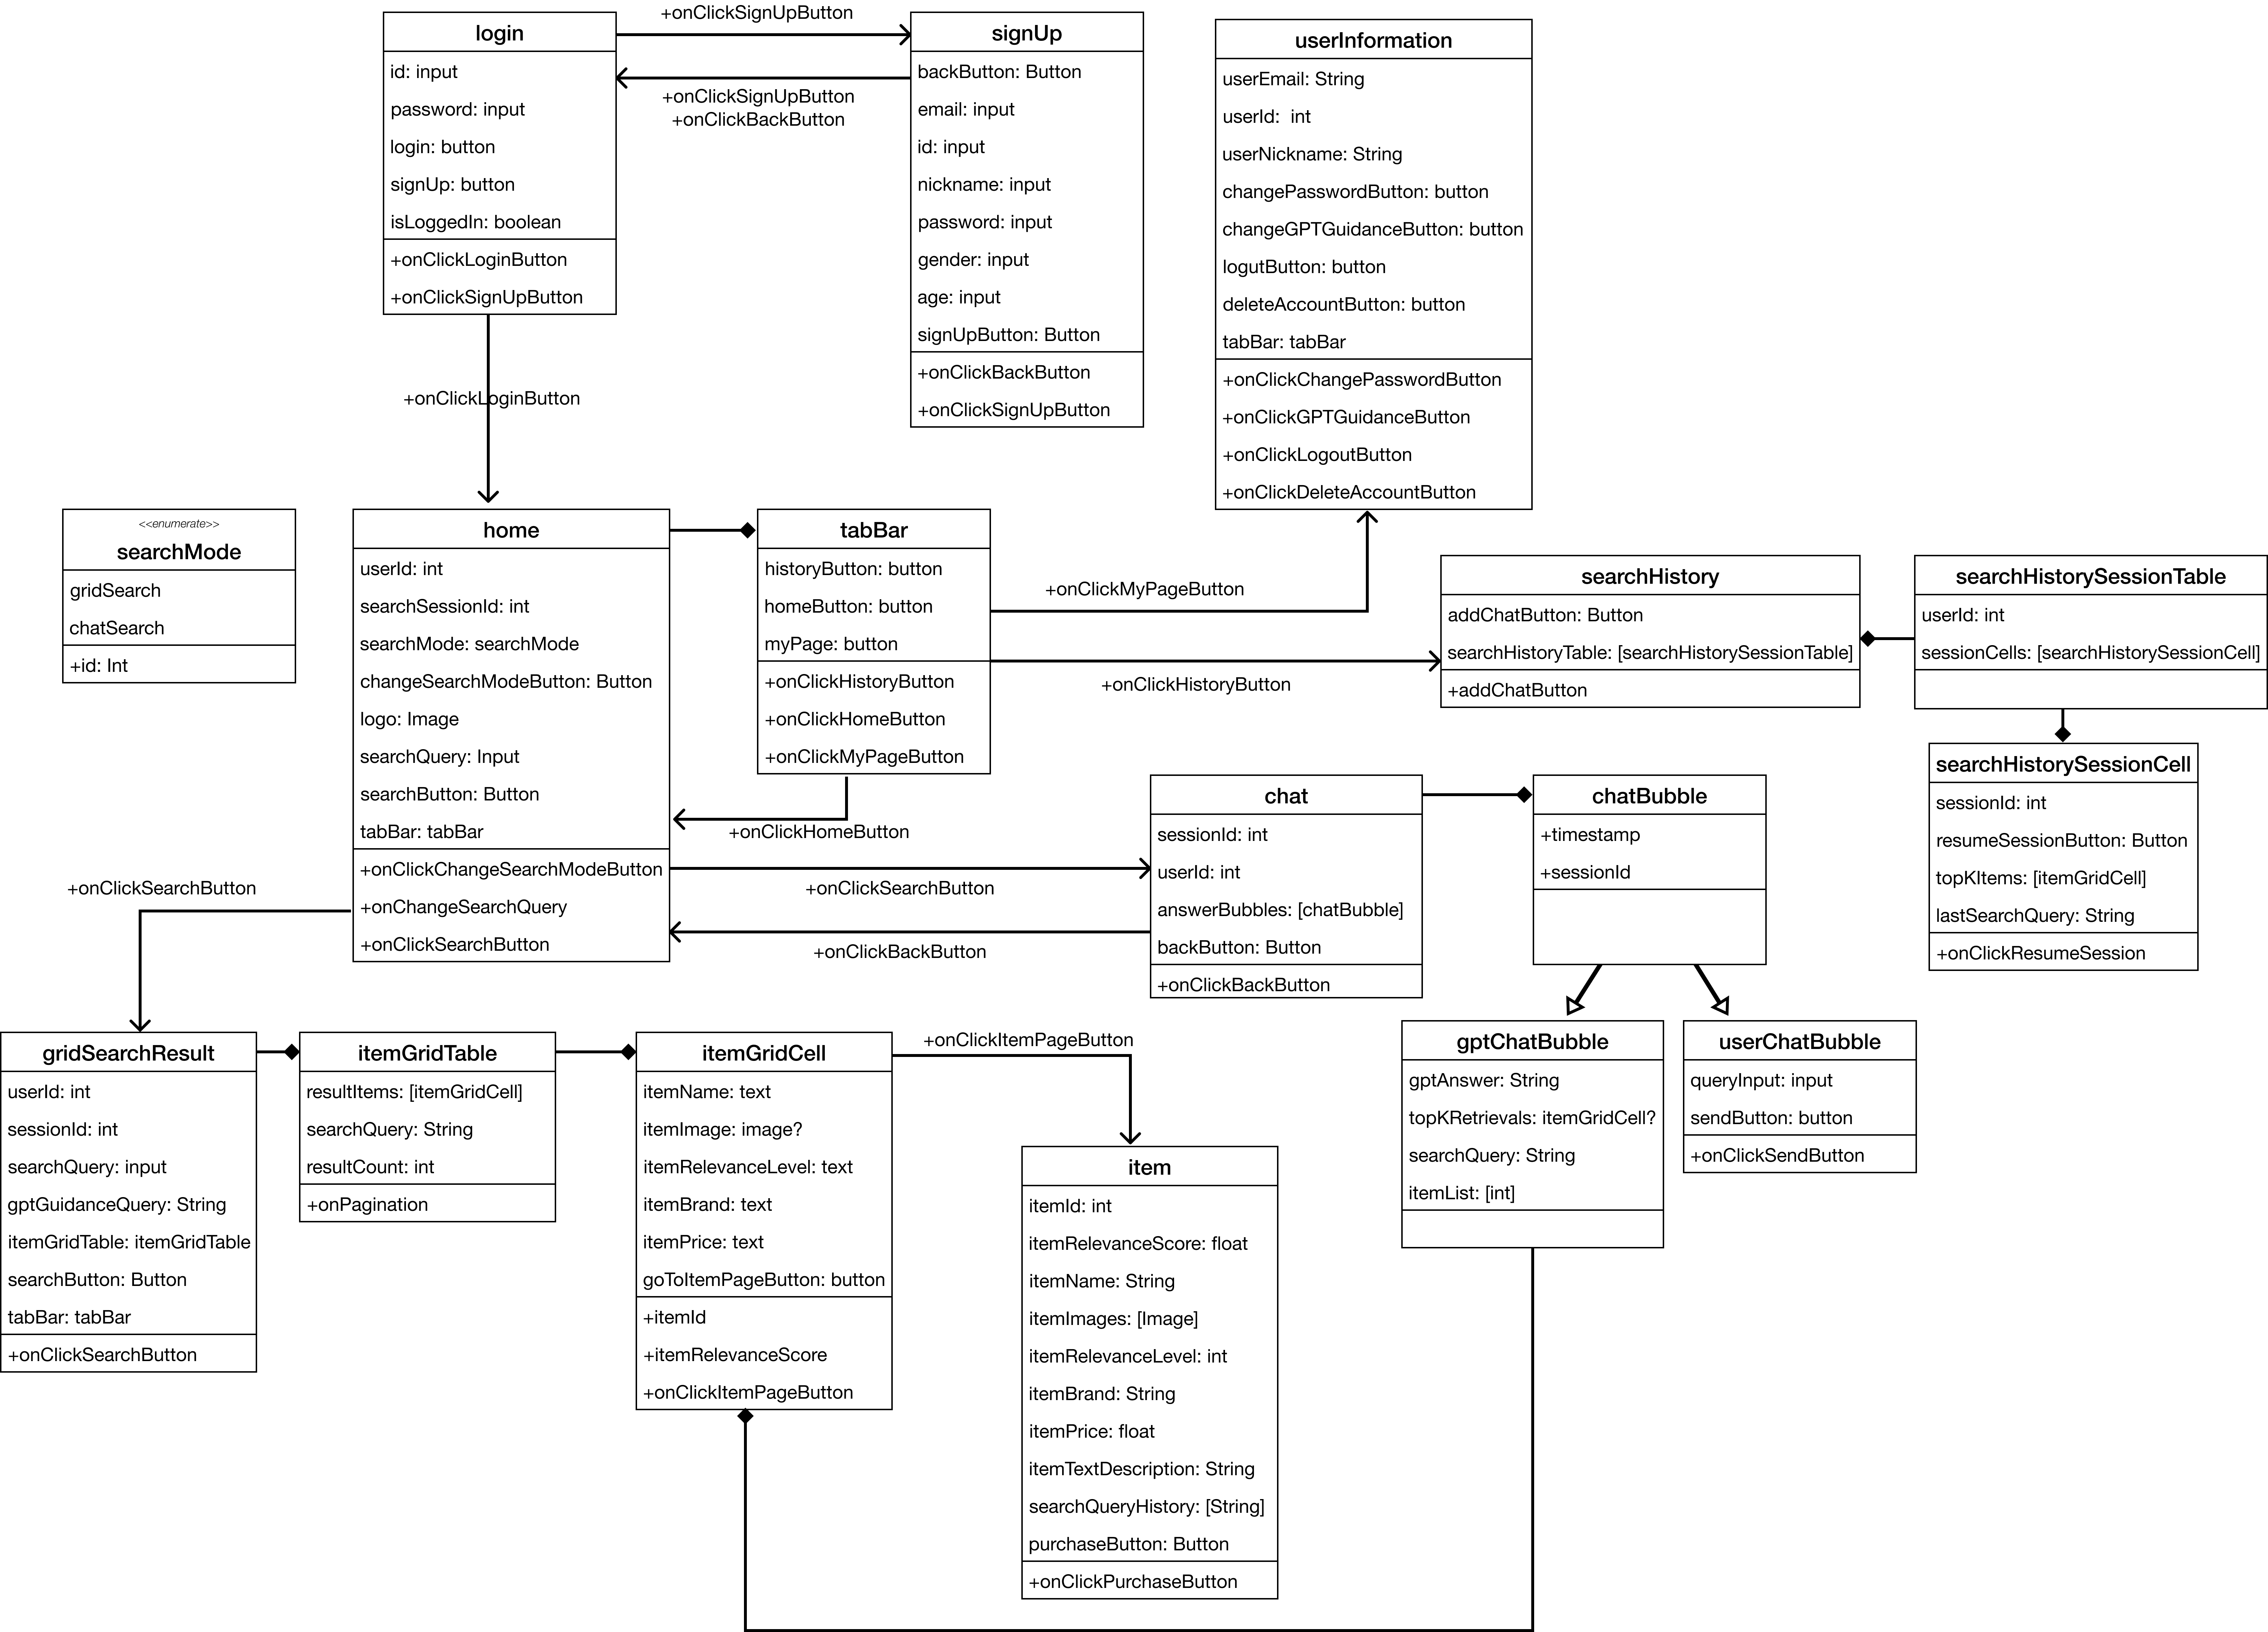 +onClickSignUpButton
login
id: input
password: input
login: button
signUp: button
isLoggedIn: boolean
+onClickLoginButton
+onClickSignUpButton
+onClickSignUpButton
+onClickBackButton
signUp
backButton: Button
email: input
id: input
nickname: input
password: input
gender: input
age: input
signUpButton: Button
+onClickBackButton
+onClickSignUpButton
userInformation
userEmail: String
userId:  int
userNickname: String
changePasswordButton: button
changeGPTGuidanceButton: button
logutButton: button
deleteAccountButton: button
tabBar: tabBar
+onClickChangePasswordButton
+onClickGPTGuidanceButton
+onClickLogoutButton
+onClickDeleteAccountButton
+onClickLoginButton
<<enumerate>>
searchMode
gridSearch
chatSearch
+id: Int
home
userId: int
searchSessionId: int
searchMode: searchMode
changeSearchModeButton: Button
logo: Image
searchQuery: Input
searchButton: Button
tabBar: tabBar
+onClickChangeSearchModeButton
+onChangeSearchQuery
+onClickSearchButton
tabBar
historyButton: button
homeButton: button
myPage: button
+onClickHistoryButton
+onClickHomeButton
+onClickMyPageButton
+onClickMyPageButton
+onClickHistoryButton
+onClickHomeButton
searchHistory
addChatButton: Button
searchHistoryTable: [searchHistorySessionTable]
+addChatButton
searchHistorySessionTable
userId: int
sessionCells: [searchHistorySessionCell]
searchHistorySessionCell
sessionId: int
resumeSessionButton: Button
topKItems: [itemGridCell]
lastSearchQuery: String
+onClickResumeSession
+onClickSearchButton
+onClickSearchButton
+onClickBackButton
chat
sessionId: int
userId: int
answerBubbles: [chatBubble]
backButton: Button
+onClickBackButton
chatBubble
+timestamp
+sessionId
gptChatBubble
gptAnswer: String
topKRetrievals: itemGridCell?
searchQuery: String
itemList: [int]
userChatBubble
queryInput: input
sendButton: button
+onClickSendButton
gridSearchResult
userId: int
sessionId: int
searchQuery: input
gptGuidanceQuery: String
itemGridTable: itemGridTable
searchButton: Button
tabBar: tabBar
+onClickSearchButton
itemGridTable
resultItems: [itemGridCell]
searchQuery: String
resultCount: int
+onPagination
itemGridCell
itemName: text
itemImage: image?
itemRelevanceLevel: text
itemBrand: text
itemPrice: text
goToItemPageButton: button
+itemId
+itemRelevanceScore
+onClickItemPageButton
+onClickItemPageButton
item
itemId: int
itemRelevanceScore: float
itemName: String
itemImages: [Image]
itemRelevanceLevel: int
itemBrand: String
itemPrice: float
itemTextDescription: String
searchQueryHistory: [String]
purchaseButton: Button
+onClickPurchaseButton